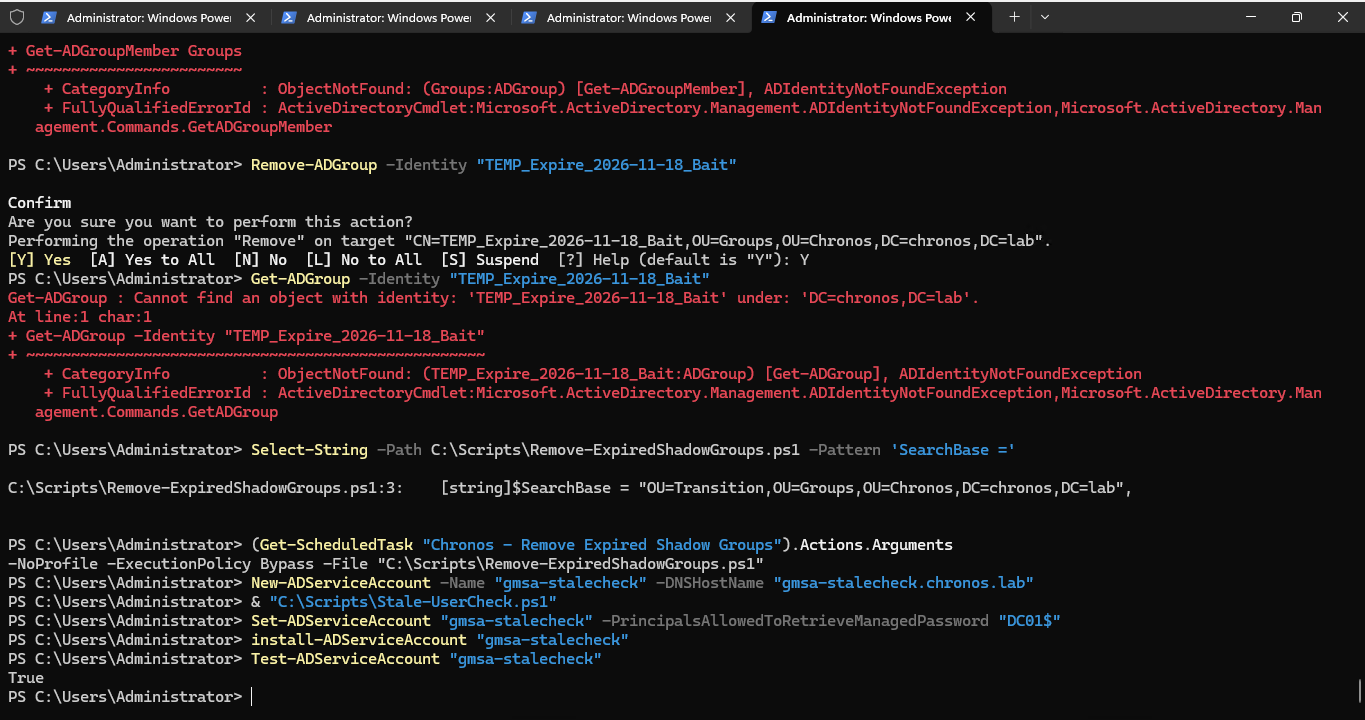 Administrator: Windows Powe
Administrator: Windows Powe
Administrator: Windows Powe
Administrator: Windows Powe
+ Get-ADGroupMember Groups
+ ~~~~~~~~~~~~~~~~~~~~~~~~
    + CategoryInfo          : ObjectNotFound: (Groups:ADGroup) [Get-ADGroupMember], ADIdentityNotFoundException
    + FullyQualifiedErrorId : ActiveDirectoryCmdlet:Microsoft.ActiveDirectory.Management.ADIdentityNotFoundException,Microsoft.ActiveDirectory.Man
   agement.Commands.GetADGroupMember
PS C:\Users\Administrator> Remove-ADGroup -Identity "TEMP_Expire_2026-11-18_Bait"
Confirm
Are you sure you want to perform this action?
Performing the operation "Remove" on target "CN=TEMP_Expire_2026-11-18_Bait,OU=Groups,OU=Chronos,DC=chronos,DC=lab".
[Y] Yes  [A] Yes to All  [N] No  [L] No to All  [S] Suspend  [?] Help (default is "Y"): Y
PS C:\Users\Administrator> Get-ADGroup -Identity "TEMP_Expire_2026-11-18_Bait"
Get-ADGroup : Cannot find an object with identity: 'TEMP_Expire_2026-11-18_Bait' under: 'DC=chronos,DC=lab'.
At line:1 char:1
+ Get-ADGroup -Identity "TEMP_Expire_2026-11-18_Bait"
+ ~~~~~~~~~~~~~~~~~~~~~~~~~~~~~~~~~~~~~~~~~~~~~~~~~~~
    + CategoryInfo          : ObjectNotFound: (TEMP_Expire_2026-11-18_Bait:ADGroup) [Get-ADGroup], ADIdentityNotFoundException
    + FullyQualifiedErrorId : ActiveDirectoryCmdlet:Microsoft.ActiveDirectory.Management.ADIdentityNotFoundException,Microsoft.ActiveDirectory.Man
   agement.Commands.GetADGroup
PS C:\Users\Administrator> Select-String -Path C:\Scripts\Remove-ExpiredShadowGroups.ps1 -Pattern 'SearchBase ='
C:\Scripts\Remove-ExpiredShadowGroups.ps1:3:    [string]$SearchBase = "OU=Transition,OU=Groups,OU=Chronos,DC=chronos,DC=lab",
PS C:\Users\Administrator> (Get-ScheduledTask "Chronos - Remove Expired Shadow Groups").Actions.Arguments
-NoProfile -ExecutionPolicy Bypass -File "C:\Scripts\Remove-ExpiredShadowGroups.ps1"
PS C:\Users\Administrator> New-ADServiceAccount -Name "gmsa-stalecheck" -DNSHostName "gmsa-stalecheck.chronos.lab"
PS C:\Users\Administrator> & "C:\Scripts\Stale-UserCheck.ps1"
PS C:\Users\Administrator> Set-ADServiceAccount "gmsa-stalecheck" -PrincipalsAllowedToRetrieveManagedPassword "DC01$"
PS C:\Users\Administrator> install-ADServiceAccount "gmsa-stalecheck"
PS C:\Users\Administrator> Test-ADServiceAccount "gmsa-stalecheck"
True
PS C:\Users\Administrator>